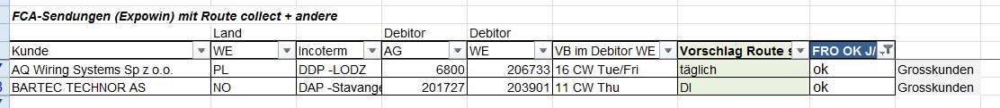 FCA-Sendungen (Expowin) mit Route collect + andere
Land Debitor Debitor
Kunde WE Incoterm AG WE VB im Debitor WE Vorschlag Route s FRO OK J/
AQ Wiring Systems Sp z o.o. PL DDP -LODZ 6800 206733 16 CW Tue/Fri täglich ok Grosskunden
BARTEC TECHNOR AS NO DAP -Stavange 201727 203901 11 CW Thu DI ok Grosskunden